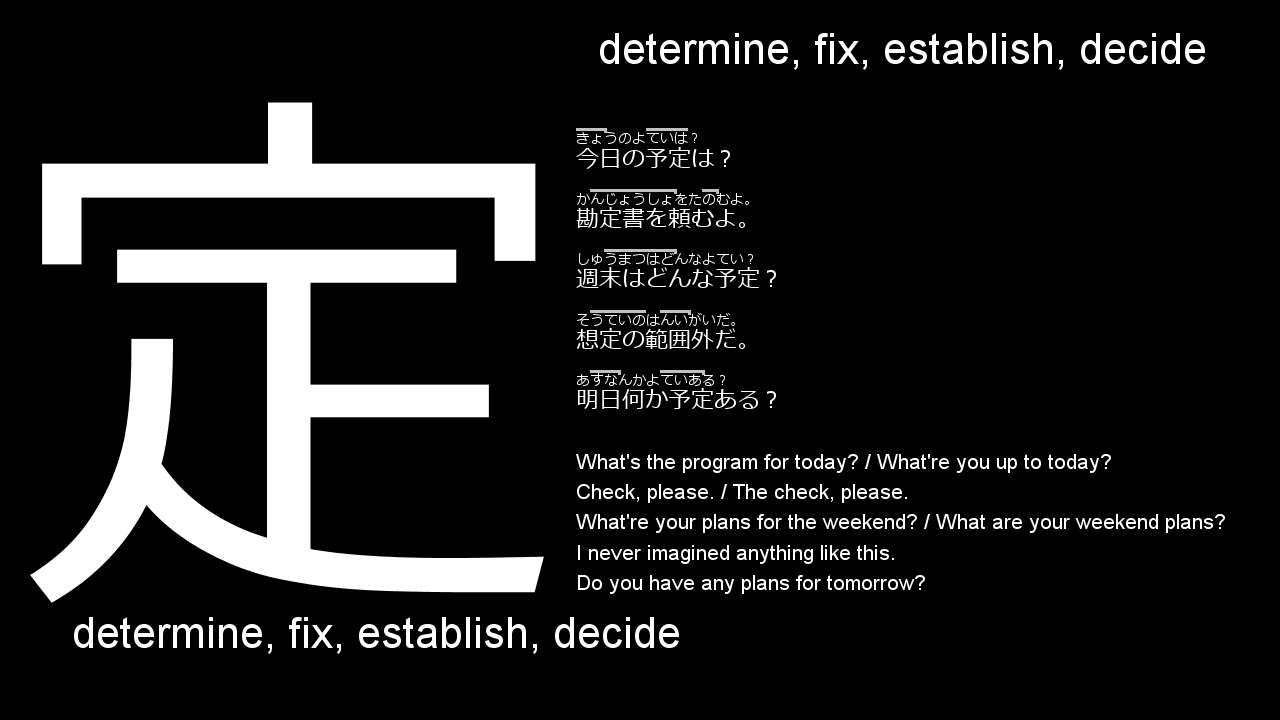 determine, fix, establish, decide
定
きょうのよていは？
今日の予定は？
かんじょうしょをたのむよ。
勘定書を頼むよ。
しゅうまつはどんなよてい？
週末はどんな予定？
そうていのはんいがいだ。
想定の範囲外だ。
あすなんかよていある？
明日何か予定ある？
What's the program for today? / What're you up to today?
Check, please. / The check, please.
What're your plans for the weekend? / What are your weekend plans?
I never imagined anything like this.
Do you have any plans for tomorrow?
determine, fix, establish, decide